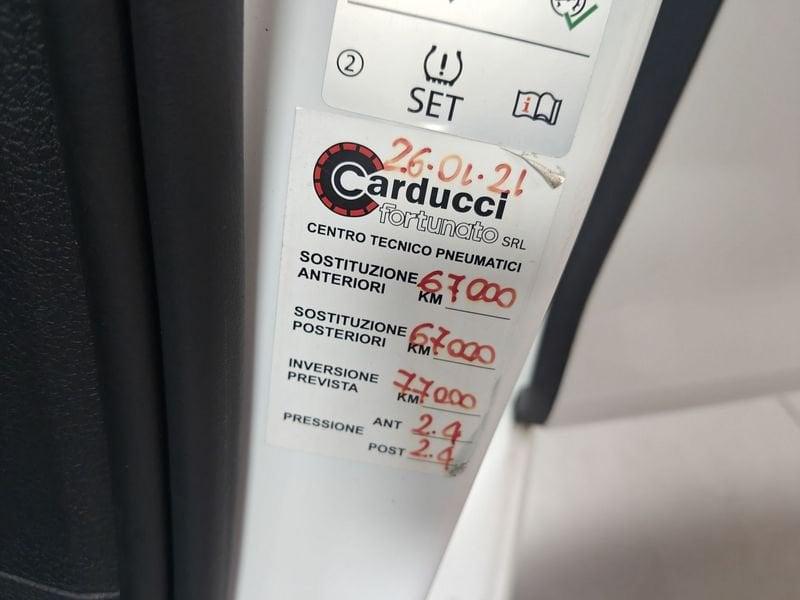 2
SET
i
26.01.21
Carducci
fortunato SRL
CENTRO TECNICO PNEUMATICI
SOSTITUZIONE
ANTERIORI KM 67000
SOSTITUZIONE
POSTERIORI KM 67000
INVERSIONE
PREVISTA KM 77000
PRESSIONE ANT 2.4
POST 2.4